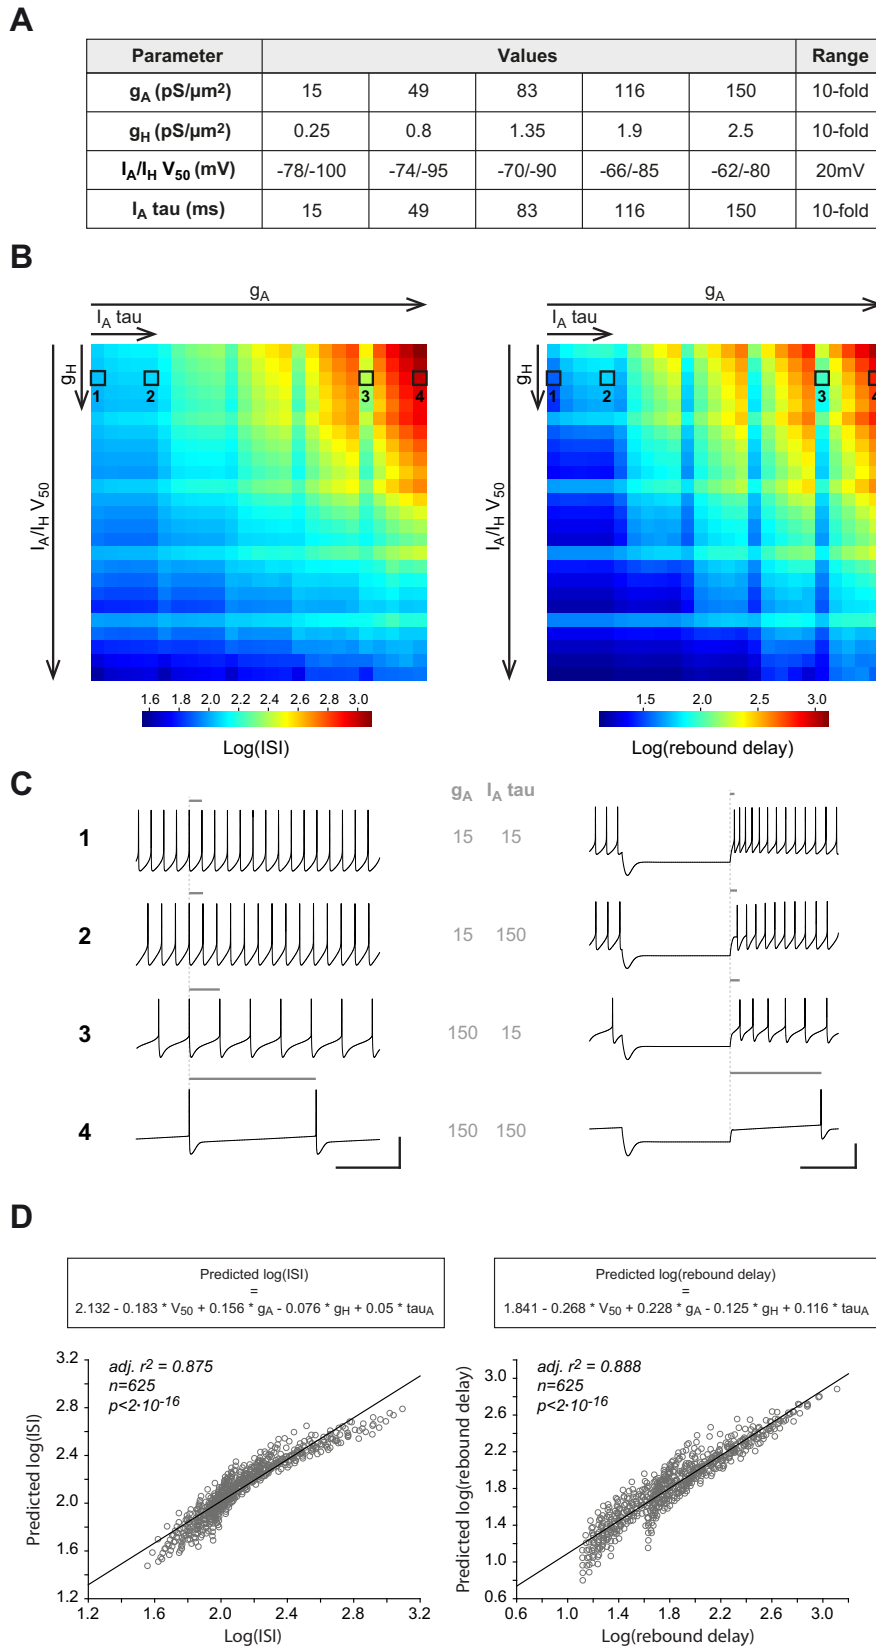 A
Parameter Values Range
gA (pS/µm2) 15 49 83 116 150 10-fold
gH (pS/µm2) 0.25 0.8 1.35 1.9 2.5 10-fold
IA/IH V50 (mV) -78/-100 -74/-95 -70/-90 -66/-85 -62/-80 20mV
IA tau (ms) 15 49 83 116 150 10-fold
B
gA gA
IA tau IA tau
gH gH
1 2 3 4 1 2 3 4
IA/IH V50 IA/IH V50
1.6 1.8 2.0 2.2 2.4 2.6 2.8 3.0 1.5 2.0 2.5 3.0
Log(ISI) Log(rebound delay)
C
gA IA tau
1 15 15
2 15 150
3 150 15
4 150 150
D
Predicted log(ISI)
=
2.132 - 0.183 * V50 + 0.156 * gA - 0.076 * gH + 0.05 * tauA
Predicted log(rebound delay)
=
1.841 - 0.268 * V50 + 0.228 * gA - 0.125 * gH + 0.116 * tauA
adj. r2 = 0.875
n=625
p<2·10-16
3.2
2.8
2.4
2.0
1.6
1.2
Predicted log(ISI)
1.2 1.6 2.0 2.4 2.8 3.2
Log(ISI)
adj. r2 = 0.888
n=625
p<2·10-16
3.0
2.6
2.2
1.8
1.4
1.0
0.6
Predicted log(rebound delay)
0.6 1.0 1.4 1.8 2.2 2.6 3.0
Log(rebound delay)